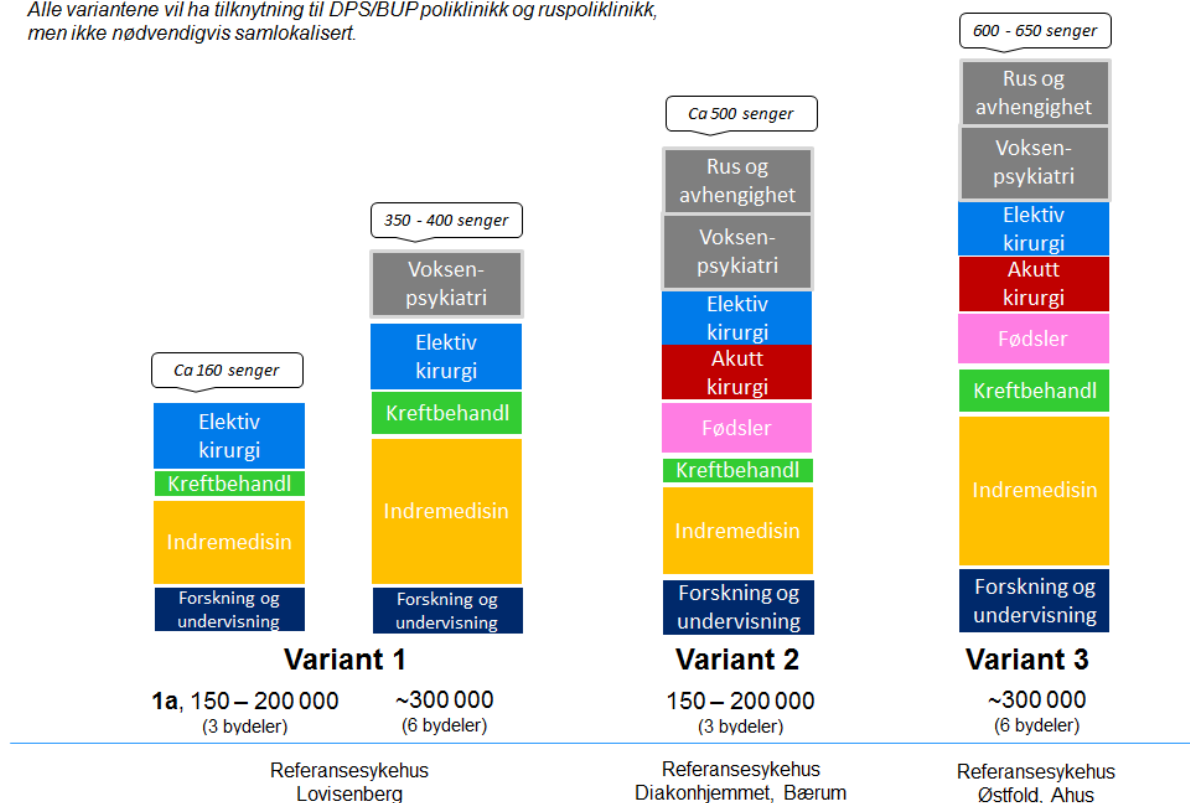 Alle variantene vil ha tilknytning til DPS/BUP poliklinikk og ruspoliklinikk,
men ikke nødvendigvis samlokalisert.
Ca 160 senger
Elektiv
kirurgi
Kreftbehandl
Indremedisin
Forskning og
undervisning
350 - 400 senger
Voksen-
psykiatri
Elektiv
kirurgi
Kreftbehandl
Indremedisin
Forskning og
undervisning
Ca 500 senger
Rus og
avhengighet
Voksen-
psykiatri
Elektiv
kirurgi
Akutt
kirurgi
Fødsler
Kreftbehandl
Indremedisin
Forskning og
undervisning
600 - 650 senger
Rus og
avhengighet
Voksen-
psykiatri
Elektiv
kirurgi
Akutt
kirurgi
Fødsler
Kreftbehandl
Indremedisin
Forskning og
undervisning
Variant 1
1a, 150 – 200 000
(3 bydeler)
~300 000
(6 bydeler)
Variant 2
150 – 200 000
(3 bydeler)
Variant 3
~300 000
(6 bydeler)
Referansesykehus
Lovisenberg
Referansesykehus
Diakonhjemmet, Bærum
Referansesykehus
Østfold, Ahus